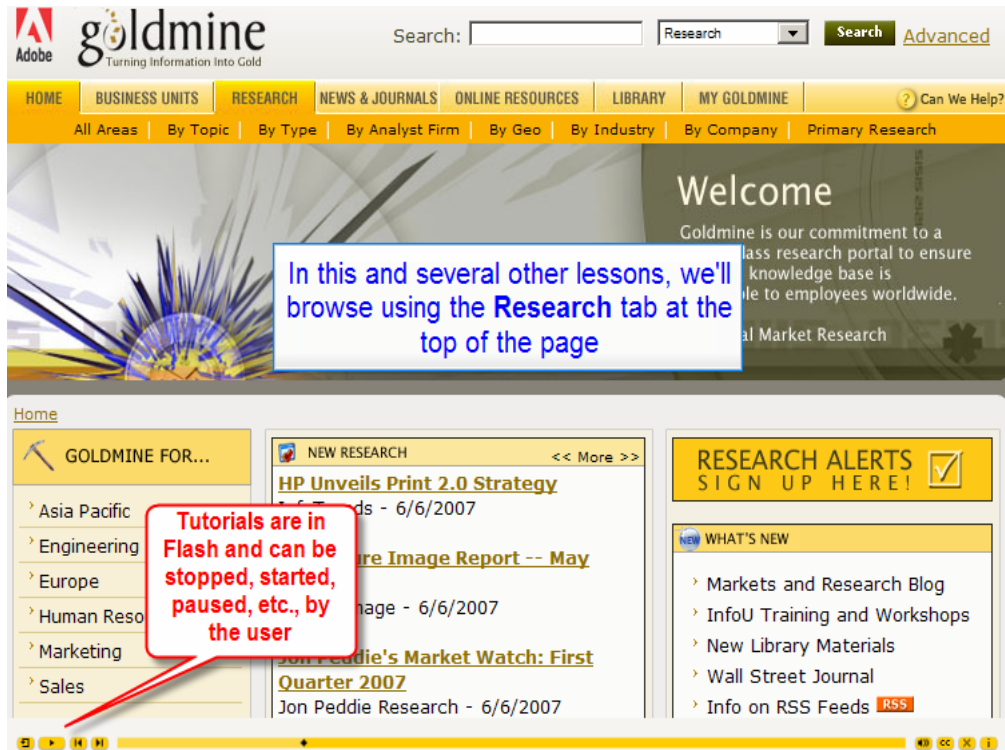 Adobe
goldmine
Turning Information Into Gold
Search:
Research
Search
Advanced
HOME
BUSINESS UNITS
RESEARCH
NEWS & JOURNALS
ONLINE RESOURCES
LIBRARY
MY GOLDMINE
Can We Help?
All Areas
By Topic
By Type
By Analyst Firm
By Geo
By Industry
By Company
Primary Research
Welcome
Goldmine is our commitment to a
research portal to ensure
knowledge base is
to employees worldwide.
Market Research
In this and several other lessons, we'll
browse using the Research tab at the
top of the page
Home
GOLDMINE FOR...
Asia Pacific
Engineering
Europe
Human
Marketing
Sales
Tutorials are in
Flash and can be
stopped, started,
paused, etc., by
the user
NEW RESEARCH
<< More >>
HP Unveils Print 2.0 Strategy
- 6/6/2007
Image Report -- May
- 6/6/2007
Jon Peddie's Market Watch: First
Quarter 2007
Jon Peddie Research - 6/6/2007
RESEARCH ALERTS
SIGN UP HERE!
NEW
WHAT'S NEW
Markets and Research Blog
InfoU Training and Workshops
New Library Materials
Wall Street Journal
Info on RSS Feeds RSS
cc
X
i